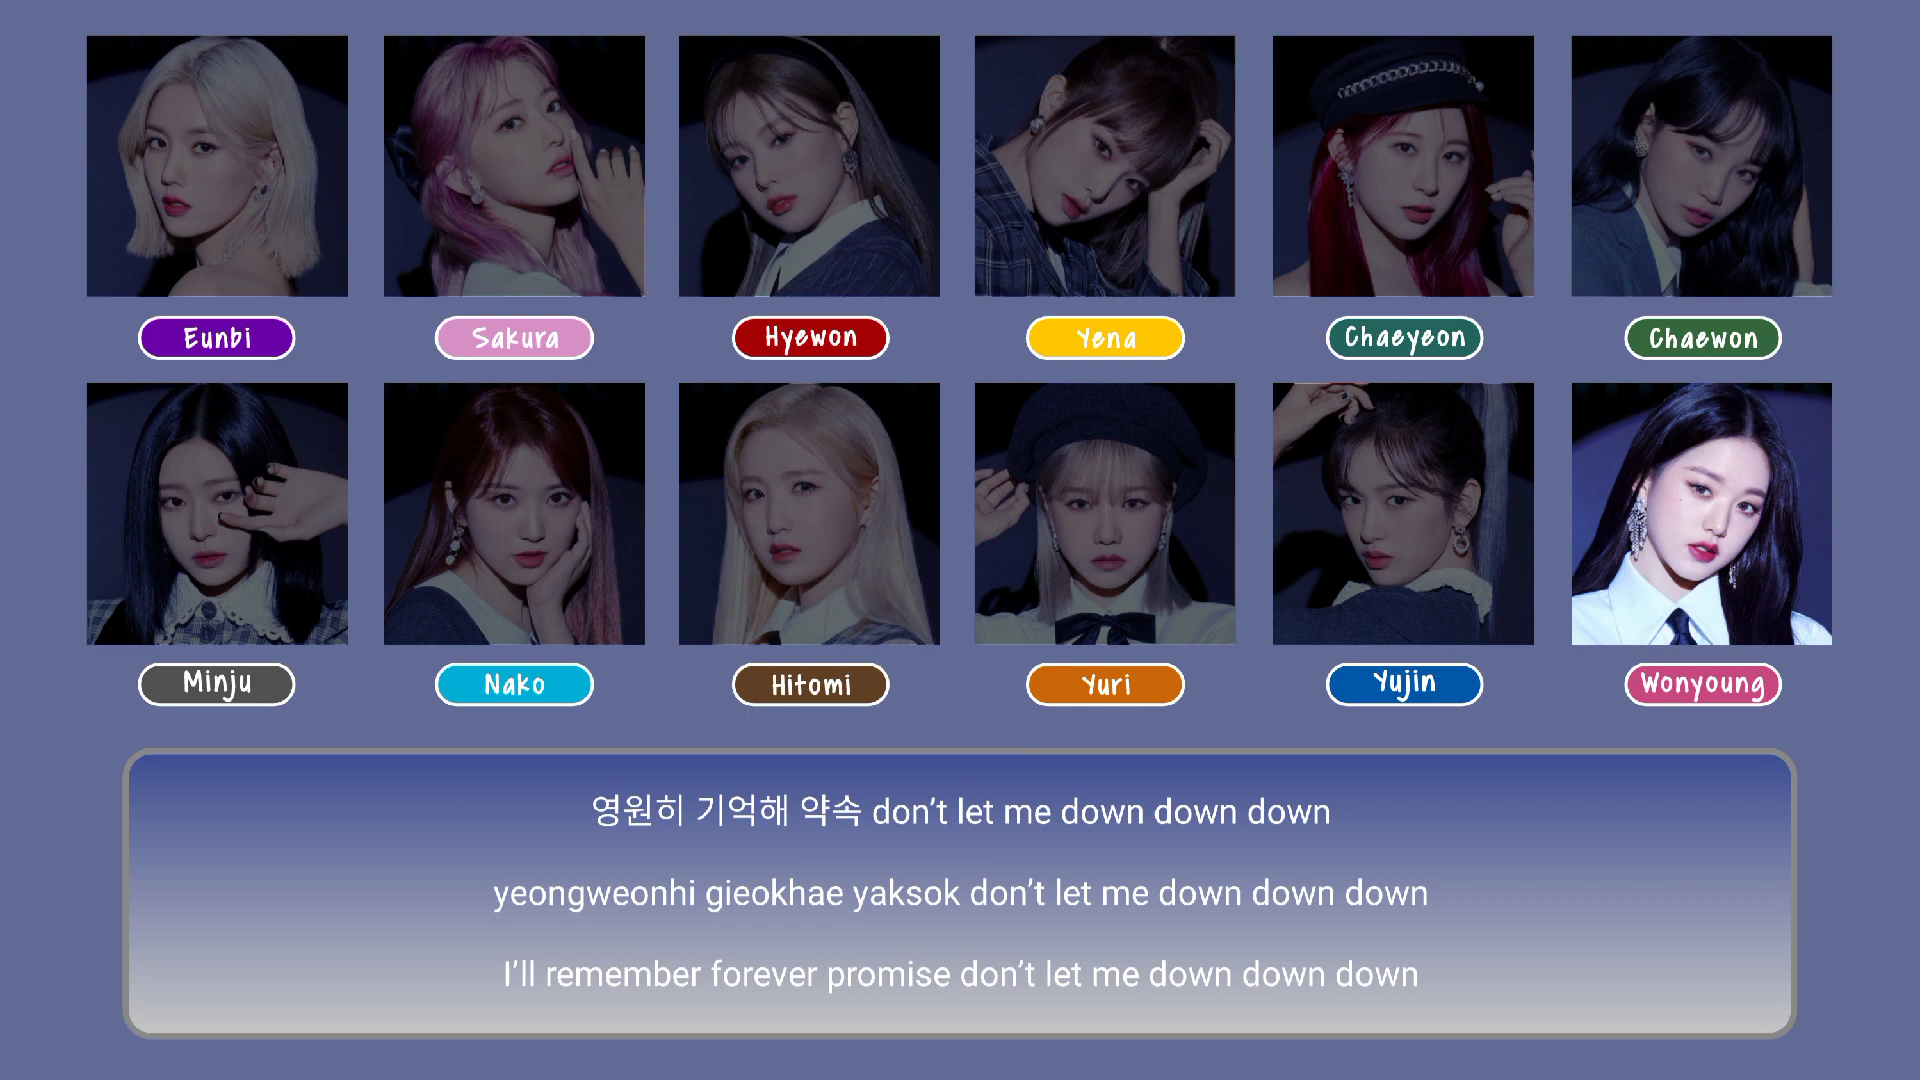 Eunbi
Sakura
Hyewon
Yena
Chaeyeon
Chaewon
Minju
Nako
Hitomi
Yuri
Yujin
Wonyoung
영원히 기억해 약속 don't let me down down down
yeongweonhi gieokhae yaksok don't let me down down down
I'll remember forever promise don't let me down down down